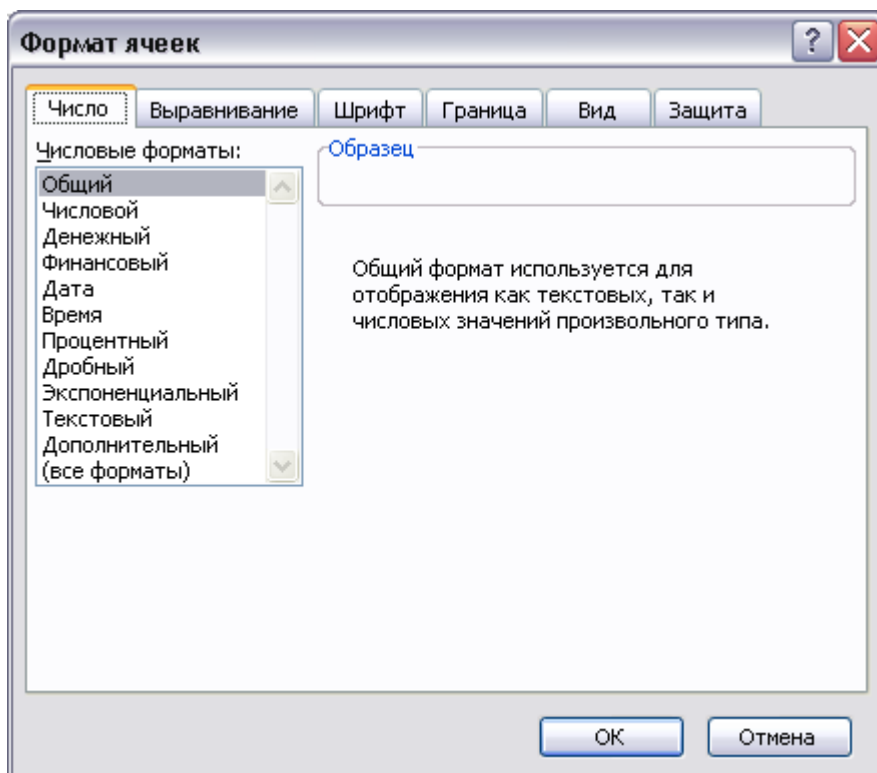 Формат ячеек
Число Выравнивание Шрифт Граница Вид Защита
Числовые форматы:
Общий
Числовой
Денежный
Финансовый
Дата
Время
Процентный
Дробный
Экспоненциальный
Текстовый
Дополнительный
(все форматы)
Образец
Общий формат используется для
отображения как текстовых, так и
числовых значений произвольного типа.
ОК Отмена